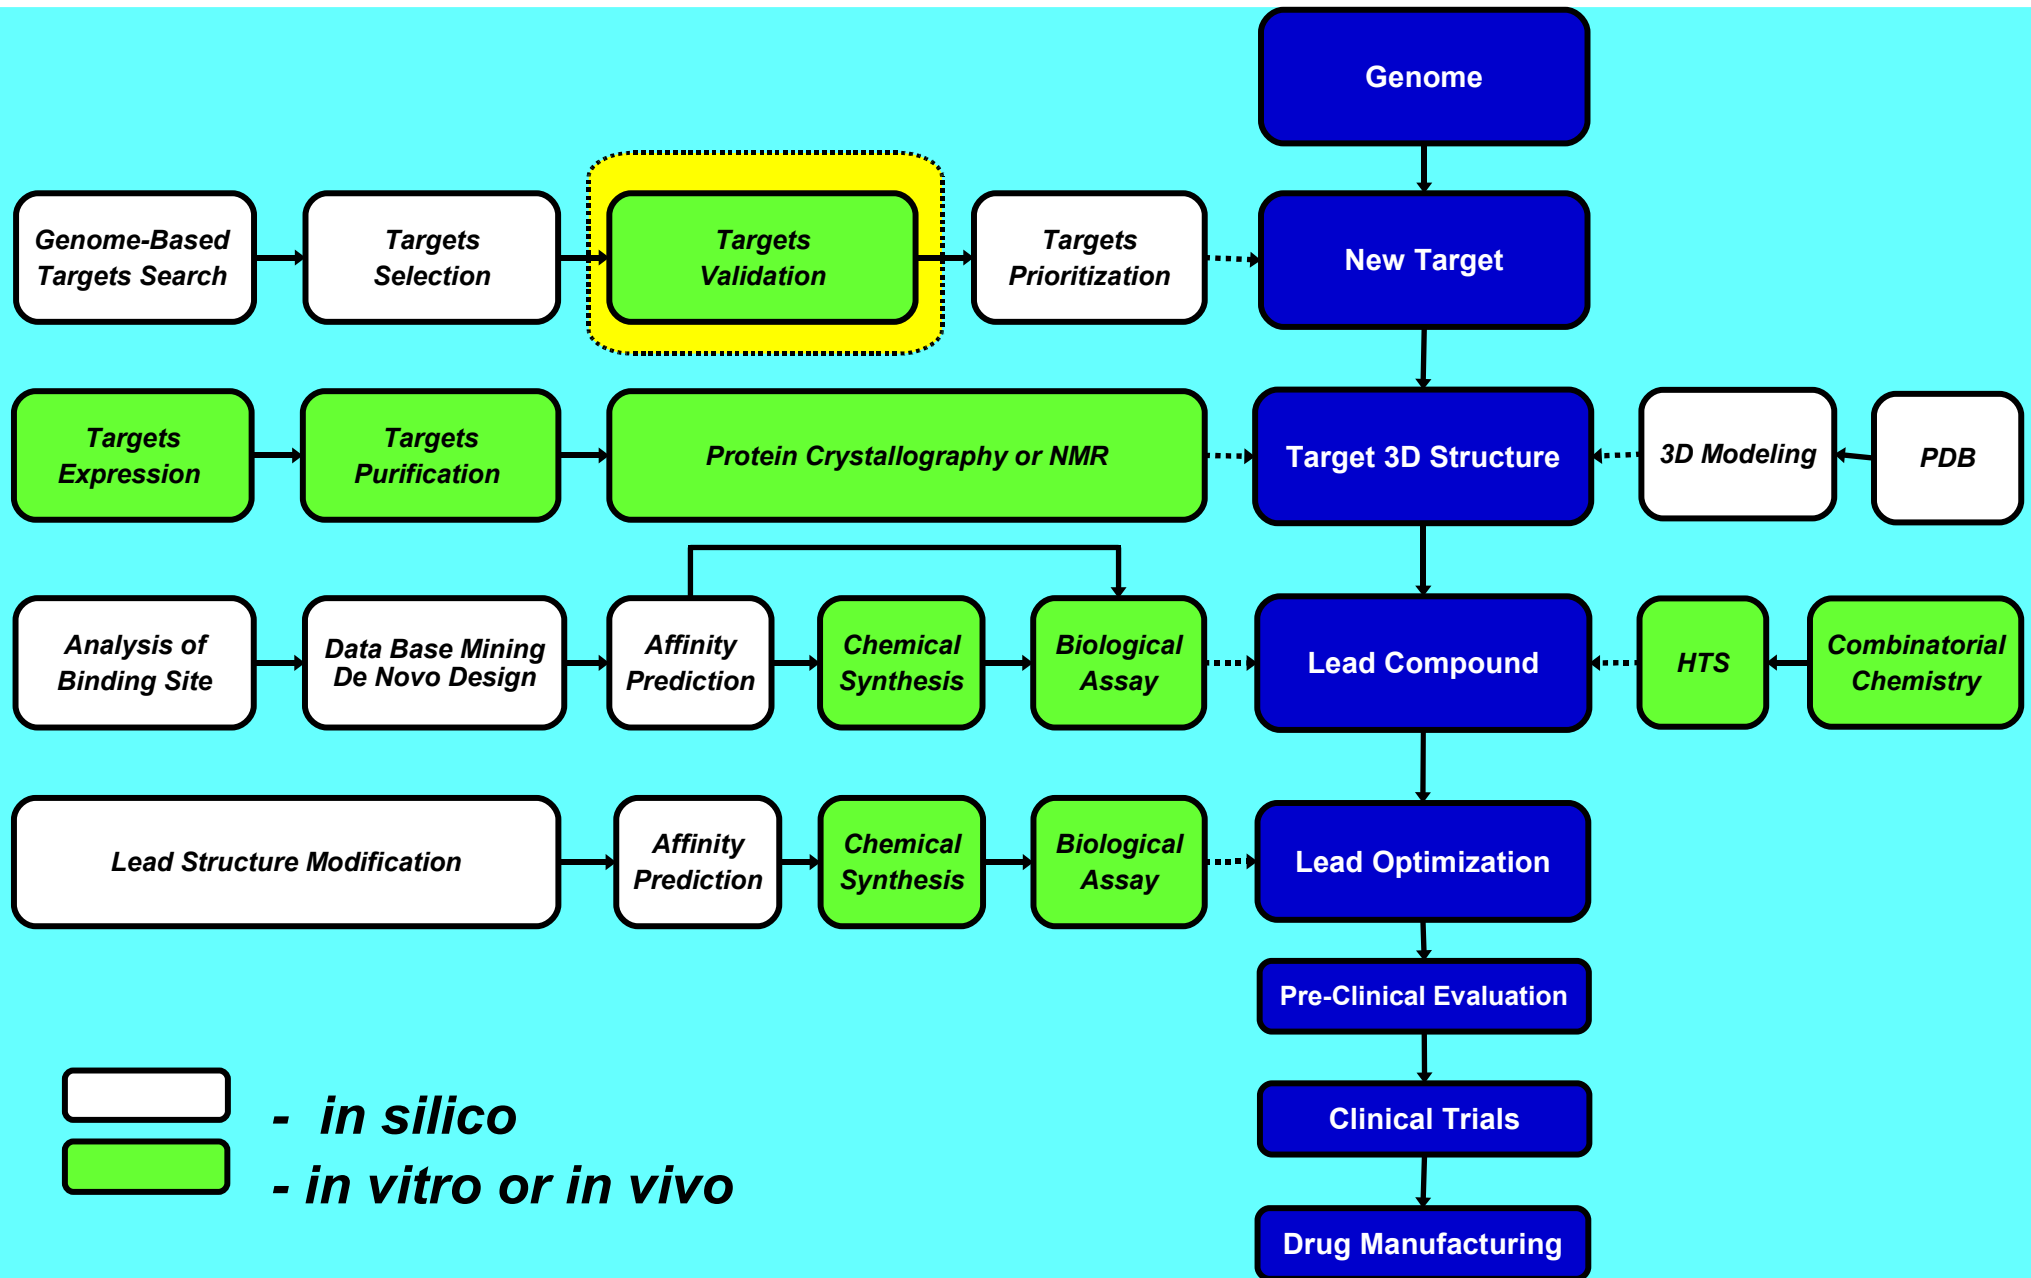 Genome
Genome-Based
Targets Search
Targets
Selection
Targets
Validation
Targets
Prioritization
New Target
Targets
Expression
Targets
Purification
Protein Crystallography or NMR
Target 3D Structure
3D Modeling
PDB
Analysis of
Binding Site
Data Base Mining
De Novo Design
Affinity
Prediction
Chemical
Synthesis
Biological
Assay
Lead Compound
HTS
Combinatorial
Chemistry
Lead Structure Modification
Affinity
Prediction
Chemical
Synthesis
Biological
Assay
Lead Optimization
Pre-Clinical Evaluation
Clinical Trials
Drug Manufacturing
- in silico
- in vitro or in vivo